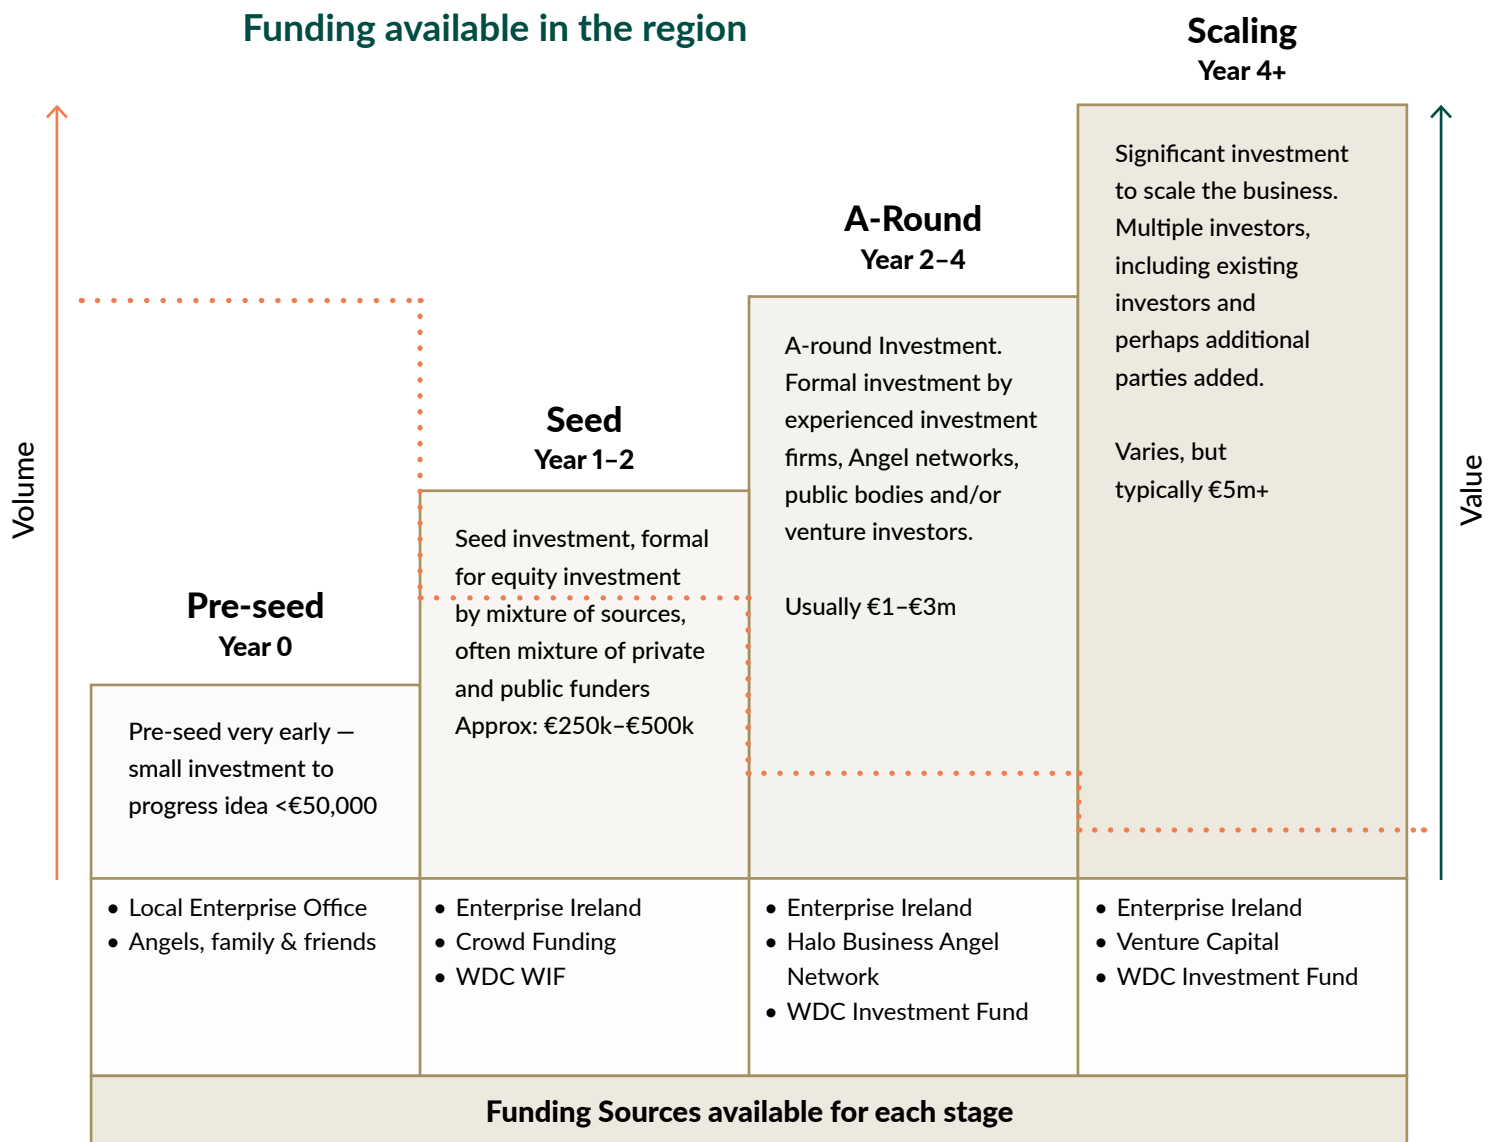 Funding available in the region
Volume
Value
Pre-seed
Year 0
Pre-seed very early —
small investment to
progress idea <€50,000
Seed
Year 1–2
Seed investment, formal
for equity investment
by mixture of sources,
often mixture of private
and public funders
Approx: €250k–€500k
A-Round
Year 2–4
A-round Investment.
Formal investment by
experienced investment
firms, Angel networks,
public bodies and/or
venture investors.
Usually €1–€3m
Scaling
Year 4+
Significant investment
to scale the business.
Multiple investors,
including existing
investors and
perhaps additional
parties added.
Varies, but
typically €5m+
• Local Enterprise Office
• Angels, family & friends
• Enterprise Ireland
• Crowd Funding
• WDC WIF
• Enterprise Ireland
• Halo Business Angel
Network
• WDC Investment Fund
• Enterprise Ireland
• Venture Capital
• WDC Investment Fund
Funding Sources available for each stage